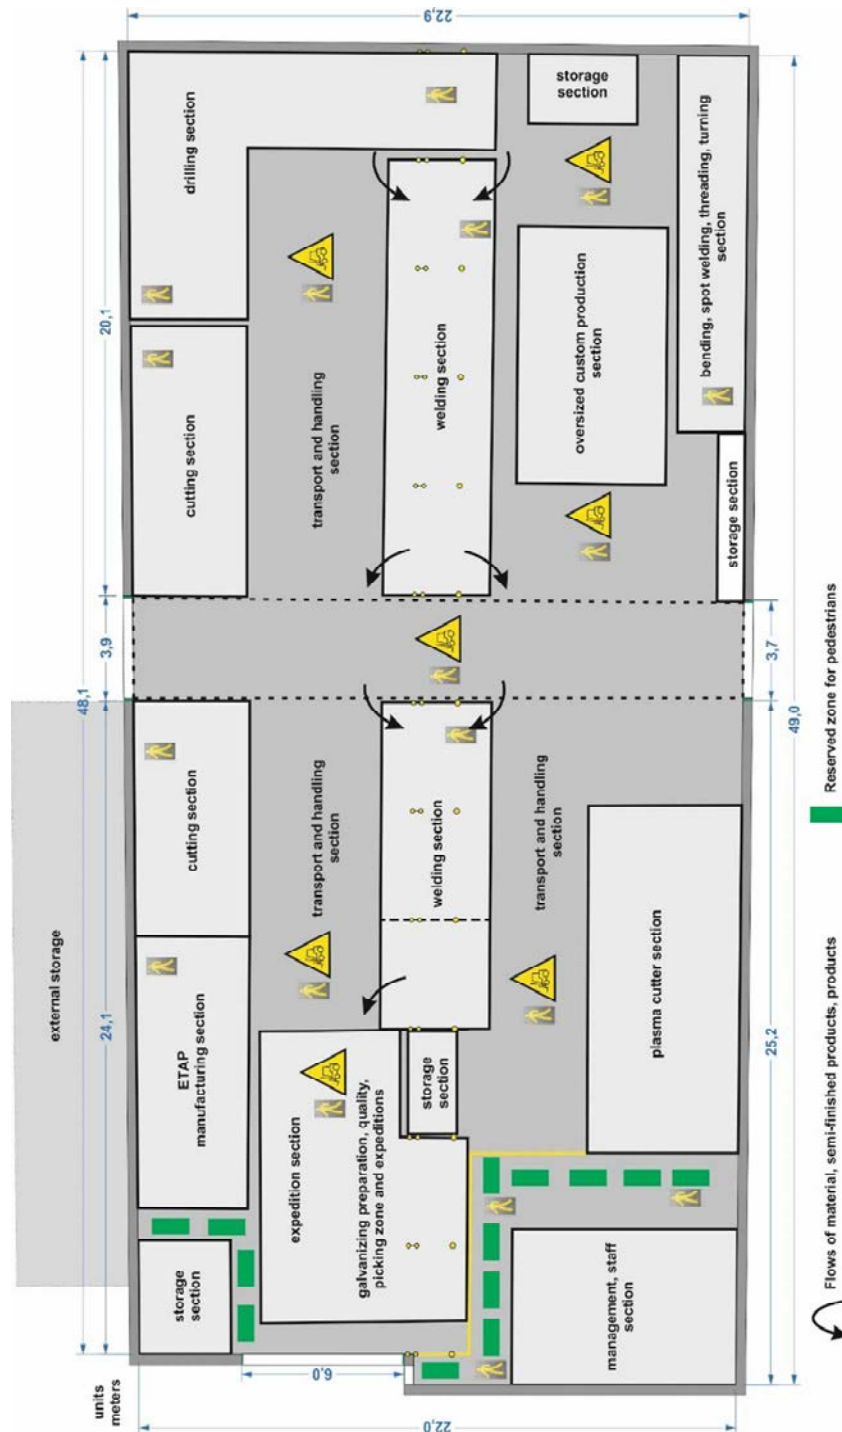 units
meters
external storage
48,1
24,1
3,9
20,1
storage
section
ETAP
manufacturing section
cutting section
cutting section
drilling section
6,0
22,0
22,9
expedition section
galvanizing preparation, quality,
picking zone and expeditions
transport and handling
section
transport and handling
section
storage
section
welding section
welding section
transport and handling
section
management, staff
section
plasma cutter section
oversized custom production
section
storage
section
storage section
bending, spot welding, threading, turning
section
25,2
3,7
49,0
Flows of material, semi-finished products, products
Reserved zone for pedestrians